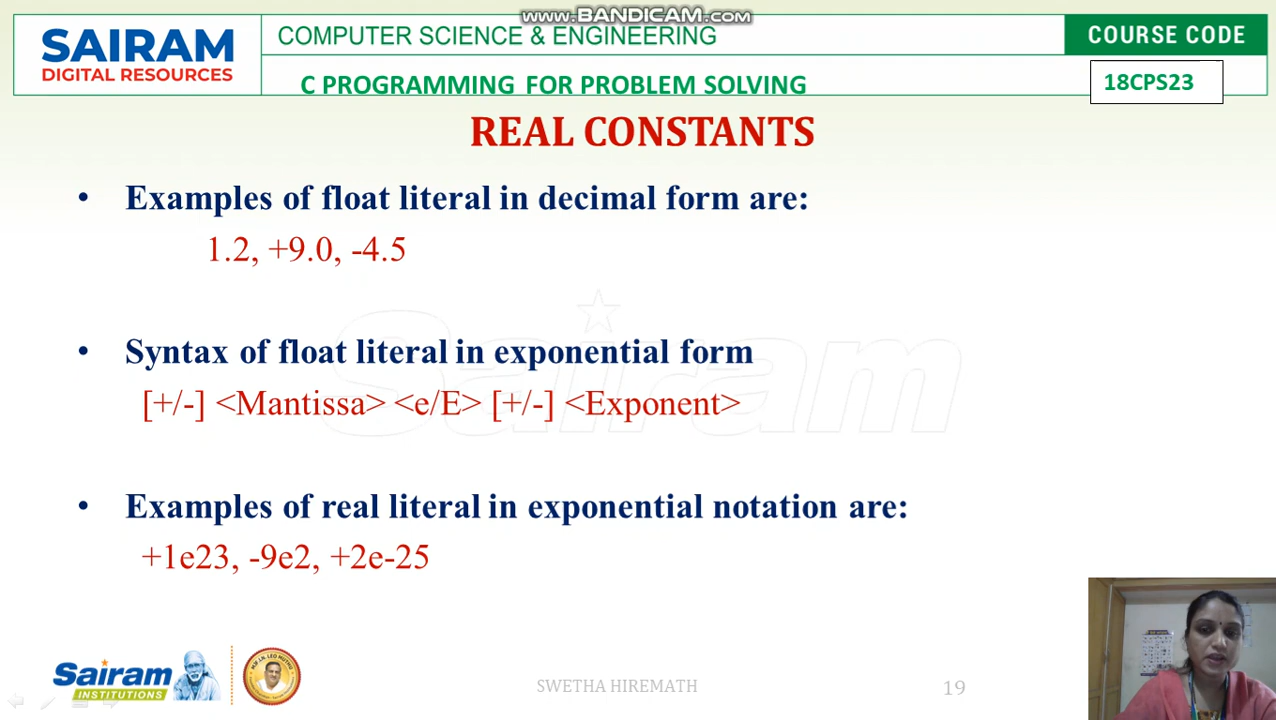 www.BANDICAM.com
SAIRAM
DIGITAL RESOURCES
COMPUTER SCIENCE & ENGINEERING
COURSE CODE
C PROGRAMMING FOR PROBLEM SOLVING
18CPS23
REAL CONSTANTS
• Examples of float literal in decimal form are:
1.2, +9.0, -4.5
Sairam
• Syntax of float literal in exponential form
[+/-] <Mantissa> <e/E> [+/-] <Exponent>
• Examples of real literal in exponential notation are:
+1e23, -9e2, +2e-25
Sairam
INSTITUTIONS
SWETHA HIREMATH
19